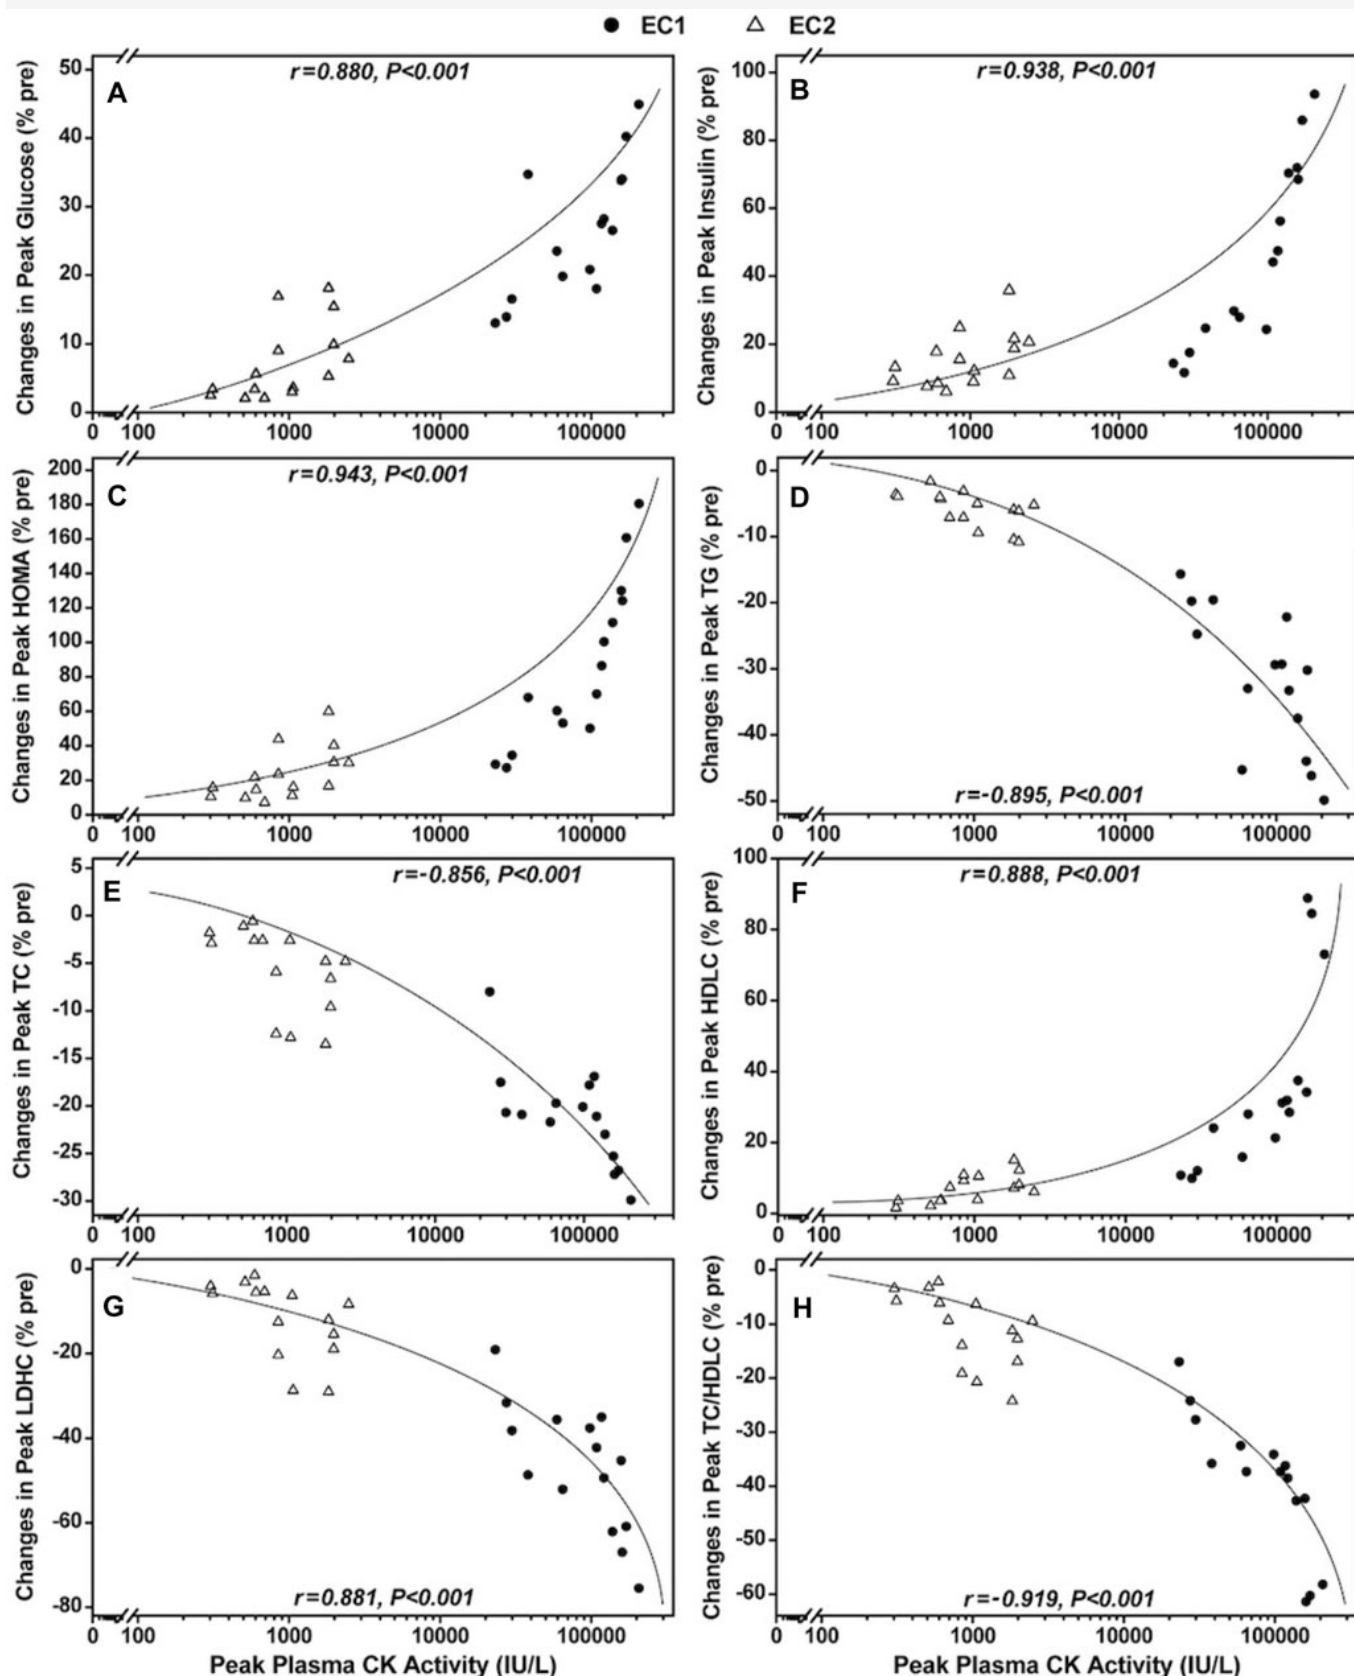 EC1 EC2
A
r=0.880, P<0.001
Changes in Peak Glucose (% pre)
50
40
30
20
10
0
0 100 1000 10000 100000
B
r=0.938, P<0.001
Changes in Peak Insulin (% pre)
100
80
60
40
20
0
0 100 1000 10000 100000
C
r=0.943, P<0.001
Changes in Peak HOMA (% pre)
200
180
160
140
120
100
80
60
40
20
0
0 100 1000 10000 100000
D
r=-0.895, P<0.001
Changes in Peak TG (% pre)
0
-10
-20
-30
-40
-50
0 100 1000 10000 100000
E
r=-0.856, P<0.001
Changes in Peak TC (% pre)
5
0
-5
-10
-15
-20
-25
-30
0 100 1000 10000 100000
F
r=0.888, P<0.001
Changes in Peak HDLC (% pre)
100
80
60
40
20
0
0 100 1000 10000 100000
G
r=0.881, P<0.001
Changes in Peak LDHC (% pre)
0
-20
-40
-60
-80
0 100 1000 10000 100000
Peak Plasma CK Activity (IU/L)
H
r=-0.919, P<0.001
Changes in Peak TC/HDLC (% pre)
0
-10
-20
-30
-40
-50
-60
0 100 1000 10000 100000
Peak Plasma CK Activity (IU/L)